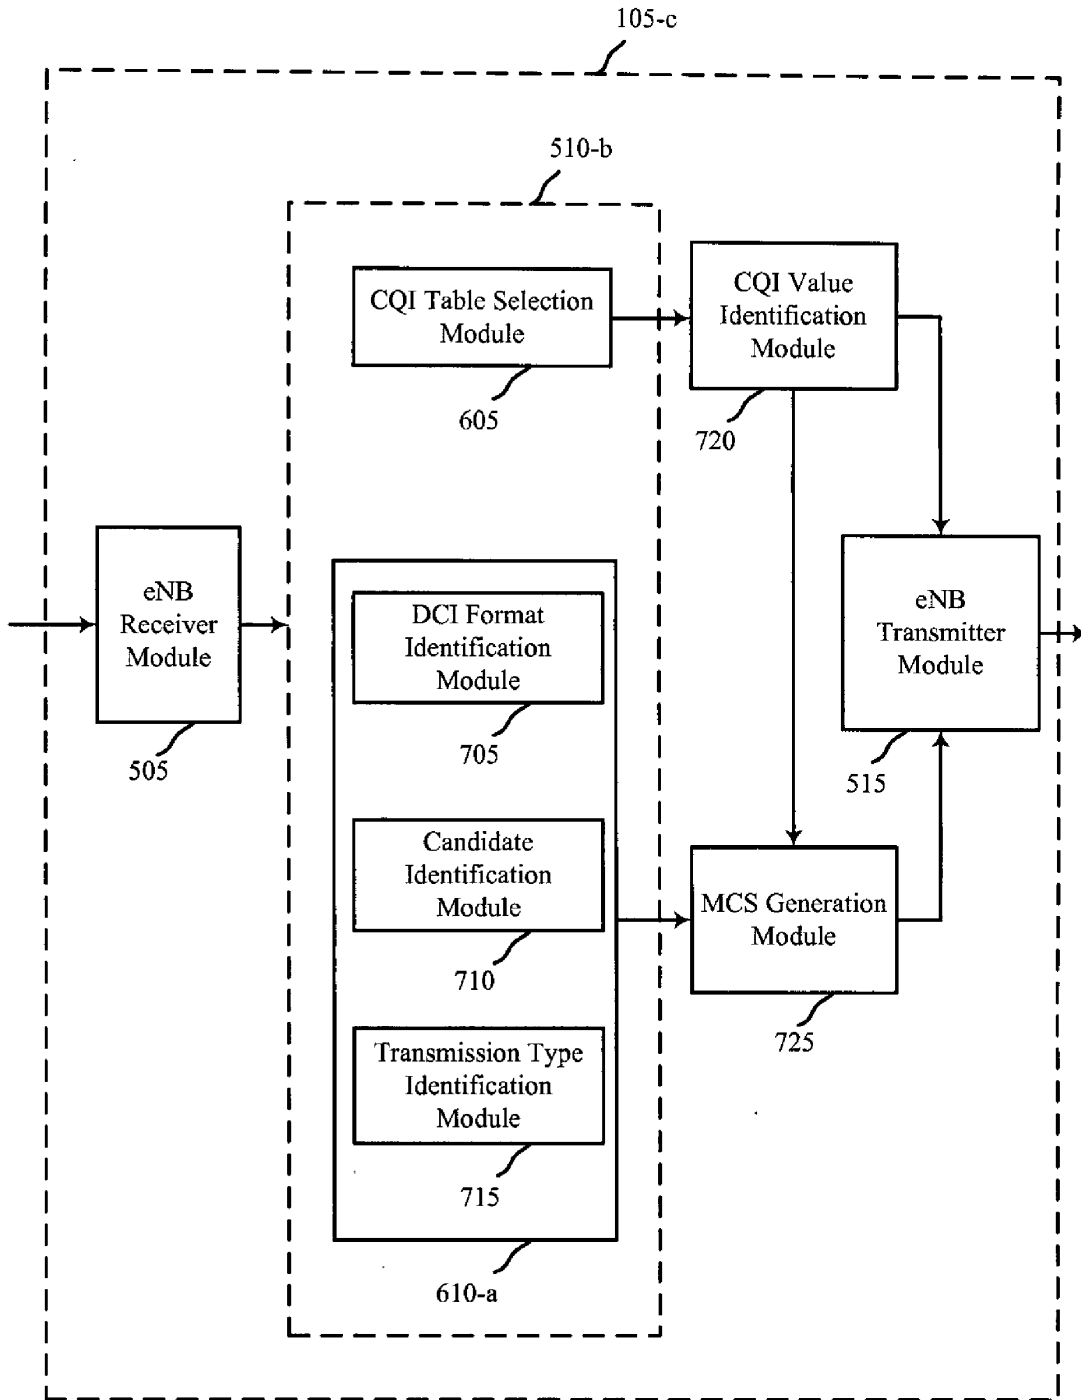 105-c
510-b
CQI Table Selection
Module
605
CQI Value
Identification
Module
720
eNB
Receiver
Module
505
DCI Format
Identification
Module
705
Candidate
Identification
Module
710
Transmission Type
Identification
Module
715
610-a
eNB
Transmitter
Module
515
MCS Generation
Module
725